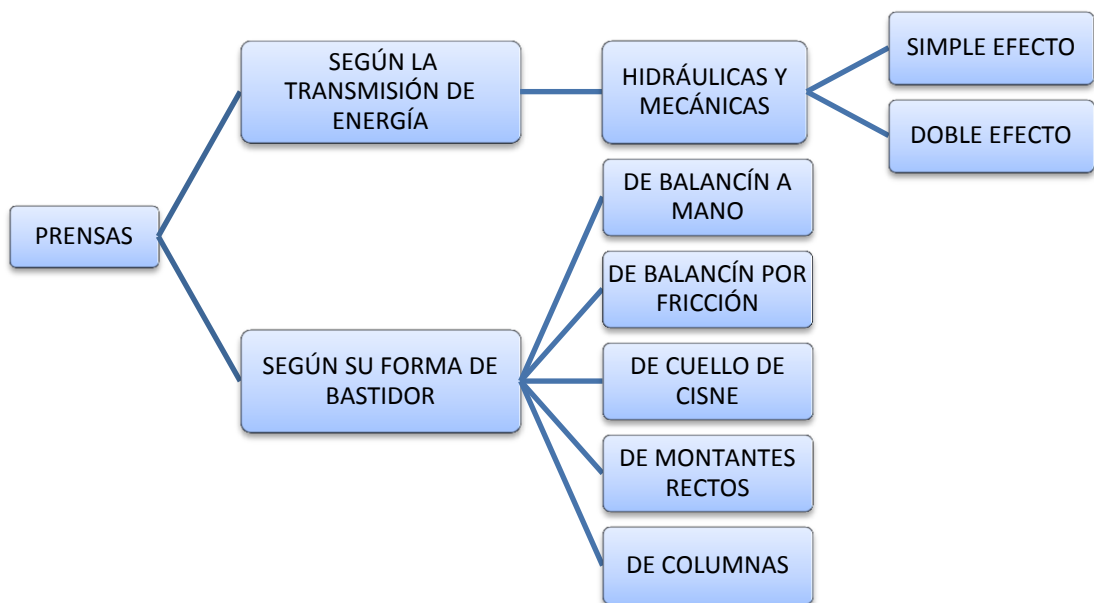 PRENSAS
SEGÚN LA
TRANSMISIÓN DE
ENERGÍA
HIDRÁULICAS Y
MECÁNICAS
SIMPLE EFECTO
DOBLE EFECTO
SEGÚN SU FORMA DE
BASTIDOR
DE BALANCÍN A
MANO
DE BALANCÍN POR
FRICCIÓN
DE CUELLO DE
CISNE
DE MONTANTES
RECTOS
DE COLUMNAS